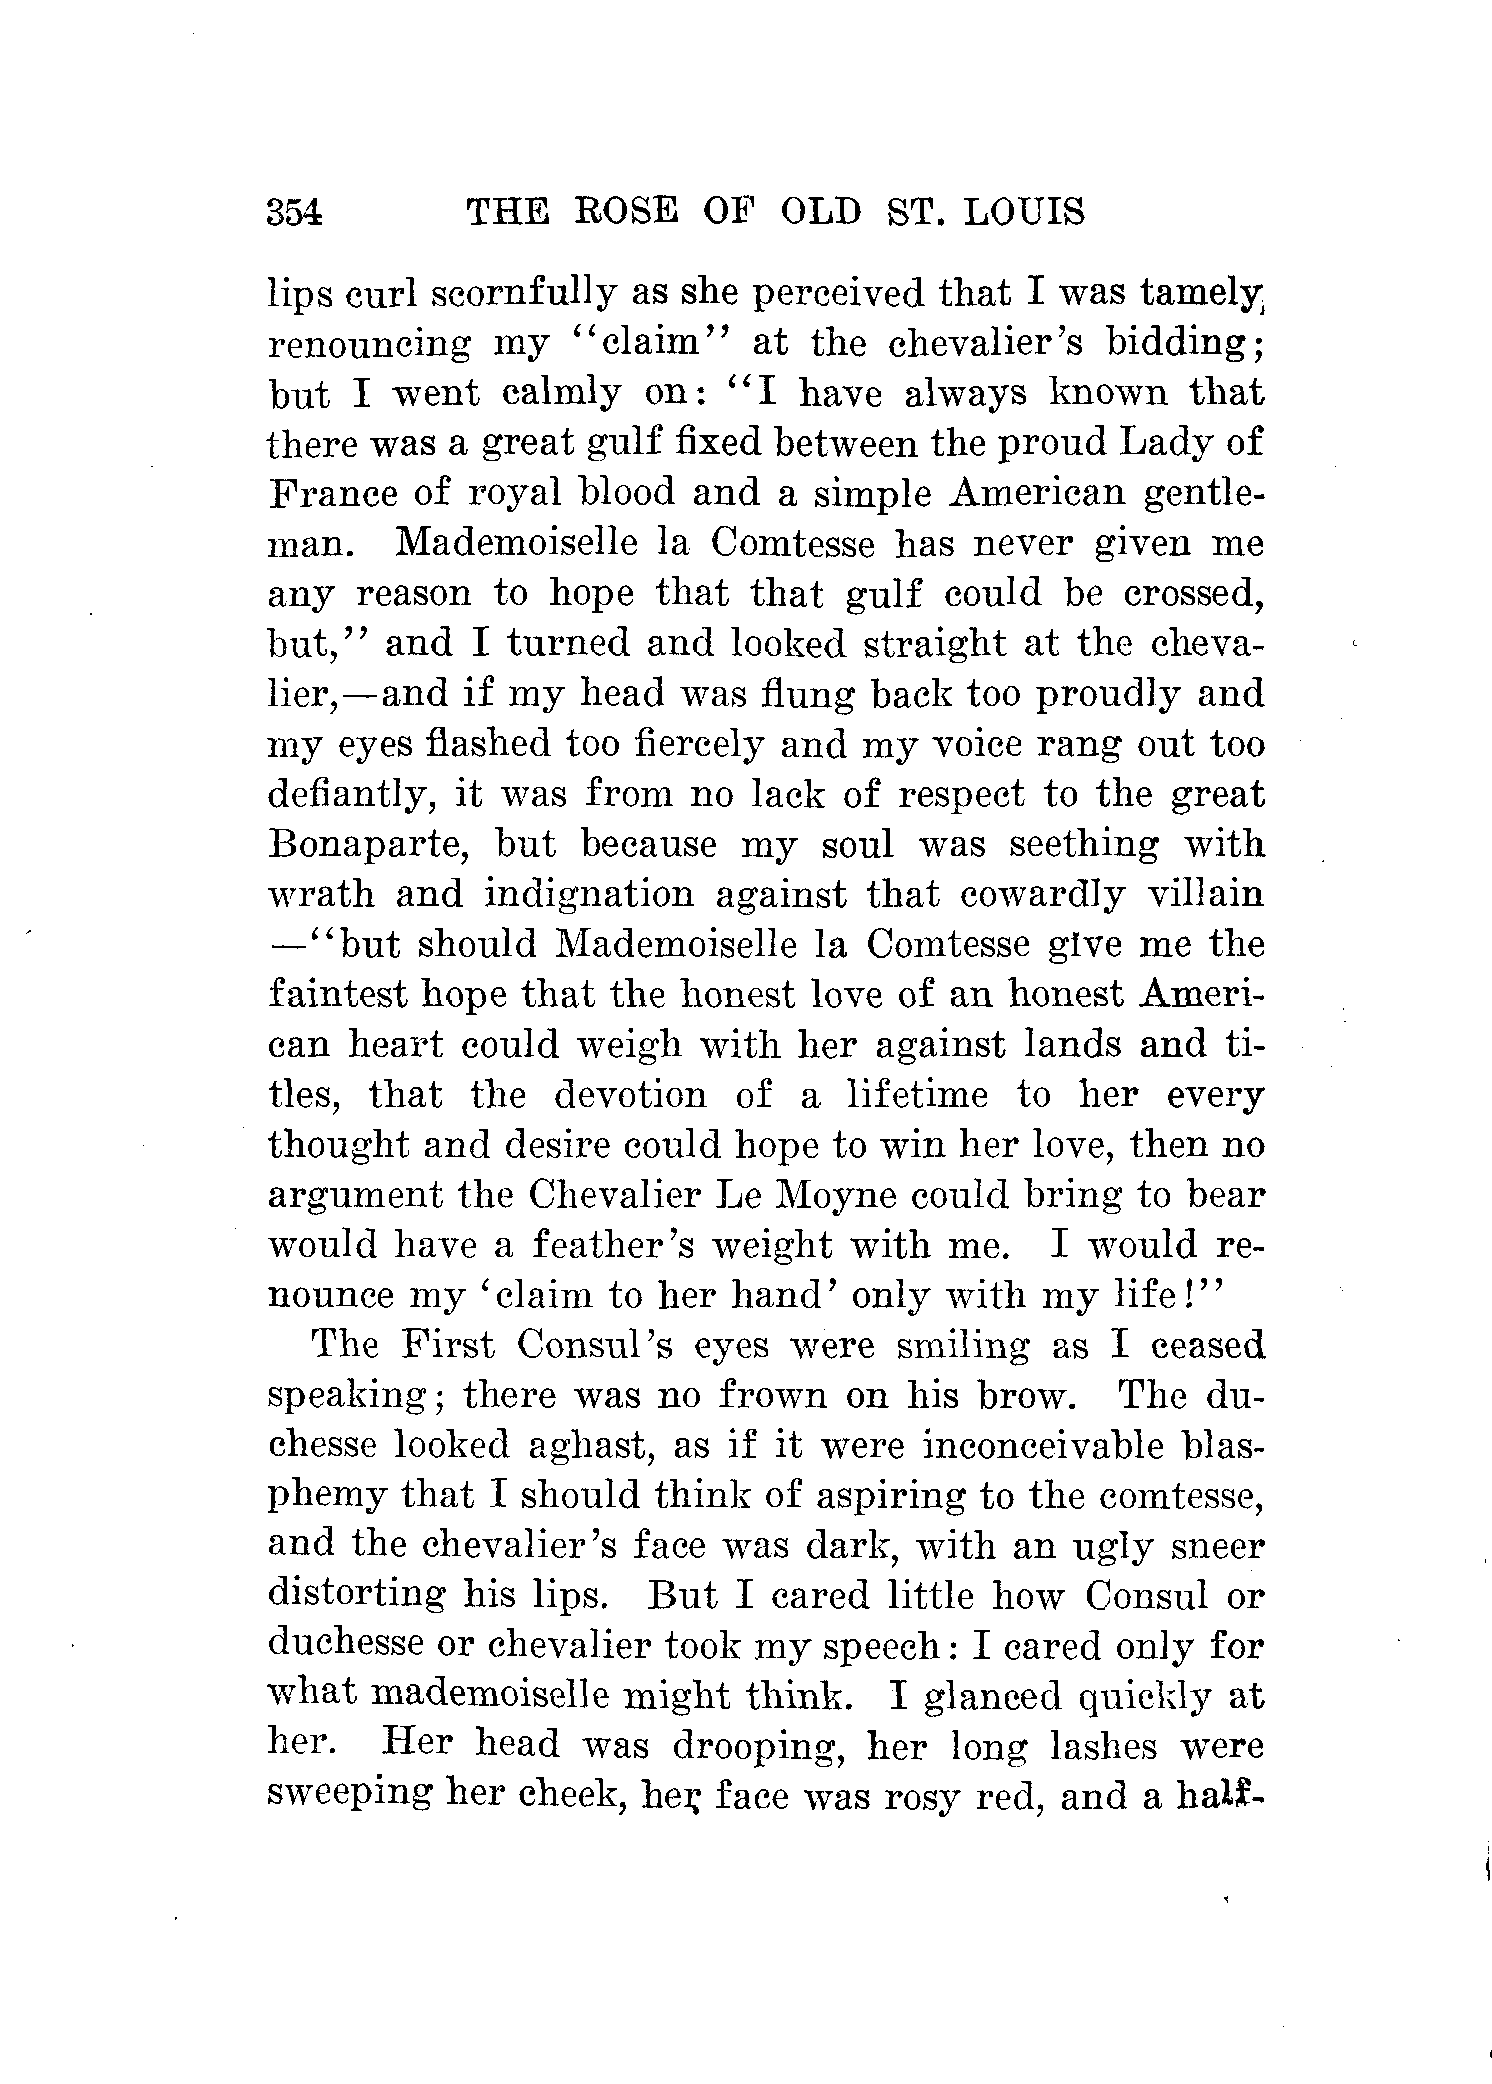 354 THE ROSE OF OLD ST. LOUIS
lips curl scornfully as she perceived that I was tamely
renouncing my "claim" at the chevalier's bidding;
but I went calmly on: "I have always known that
there was a great gulf fixed between the proud Lady of
France of royal blood and a simple American gentle-
man. Mademoiselle la Comtesse has never given me
any reason to hope that that gulf could be crossed,
but," and I turned and looked straight at the cheva-
lier,—and if my head was flung back too proudly and
my eyes flashed too fiercely and my voice rang out too
defiantly, it was from no lack of respect to the great
Bonaparte, but because my soul was seething with
wrath and indignation against that cowardly villain
—"but should Mademoiselle la Comtesse give me the
faintest hope that the honest love of an honest Ameri-
can heart could weigh with her against lands and ti-
tles, that the devotion of a lifetime to her every
thought and desire could hope to win her love, then no
argument the Chevalier Le Moyne could bring to bear
would have a feather's weight with me. I would re-
nounce my 'claim to her hand' only with my life!"
The First Consul's eyes were smiling as I ceased
speaking; there was no frown on his brow. The du-
chesse looked aghast, as if it were inconceivable blas-
phemy that I should think of aspiring to the comtesse,
and the chevalier's face was dark, with an ugly sneer
distorting his lips. But I cared little how Consul or
duchesse or chevalier took my speech: I cared only for
what mademoiselle might think. I glanced quickly at
her. Her head was drooping, her long lashes were
sweeping her cheek, her face was rosy red, and a half-